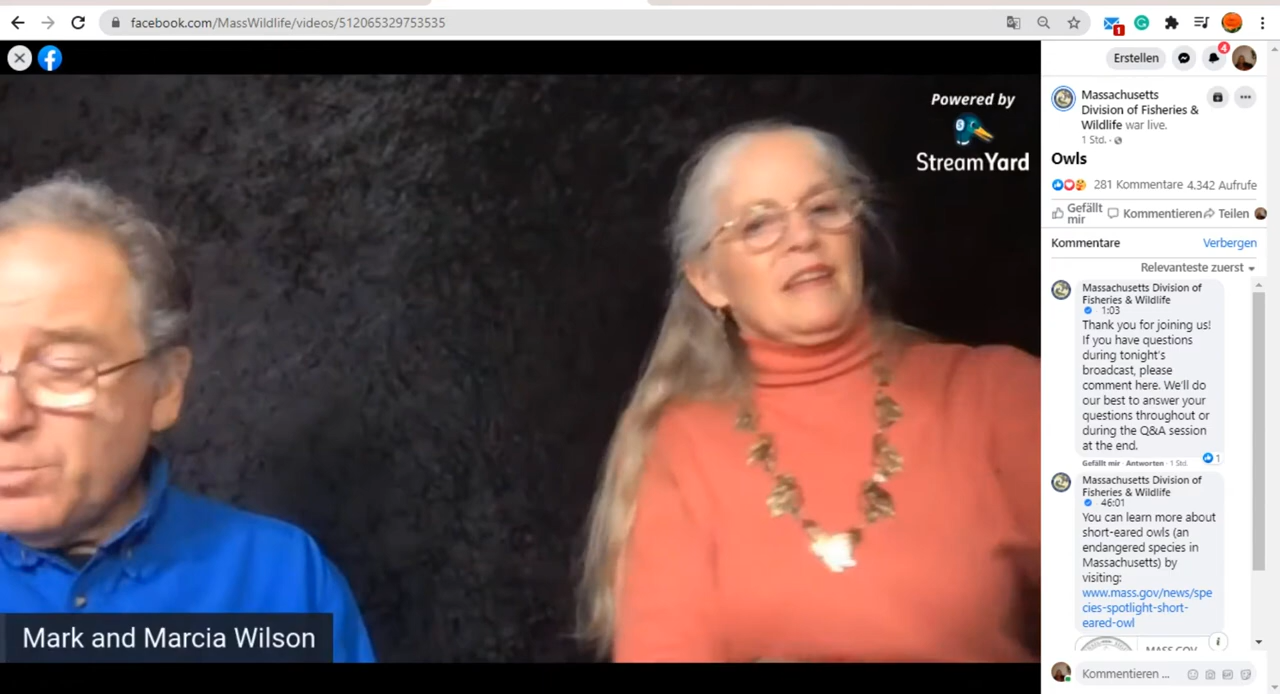 facebook.com/MassWildlife/videos/512065329753535
1
Powered by
StreamYard
Mark and Marcia Wilson
Erstellen
4
Massachusetts
Division of Fisheries &
Wildlife war live.
1 Std. ·
Owls
281 Kommentare 4.342 Aufrufe
Gefällt
mir
Kommentieren
Teilen
Kommentare
Verbergen
Relevanteste zuerst
Massachusetts Division of
Fisheries & Wildlife
· 1:03
Thank you for joining us!
If you have questions
during tonight's
broadcast, please
comment here. We'll do
our best to answer your
questions throughout or
during the Q&A session
at the end.
1
Gefällt mir · Antworten · 1 Std.
Massachusetts Division of
Fisheries & Wildlife
· 46:01
You can learn more about
short-eared owls (an
endangered species in
Massachusetts) by
visiting:
www.mass.gov/news/spe
cies-spotlight-short-
eared-owl
MASS.GOV
Kommentieren ...